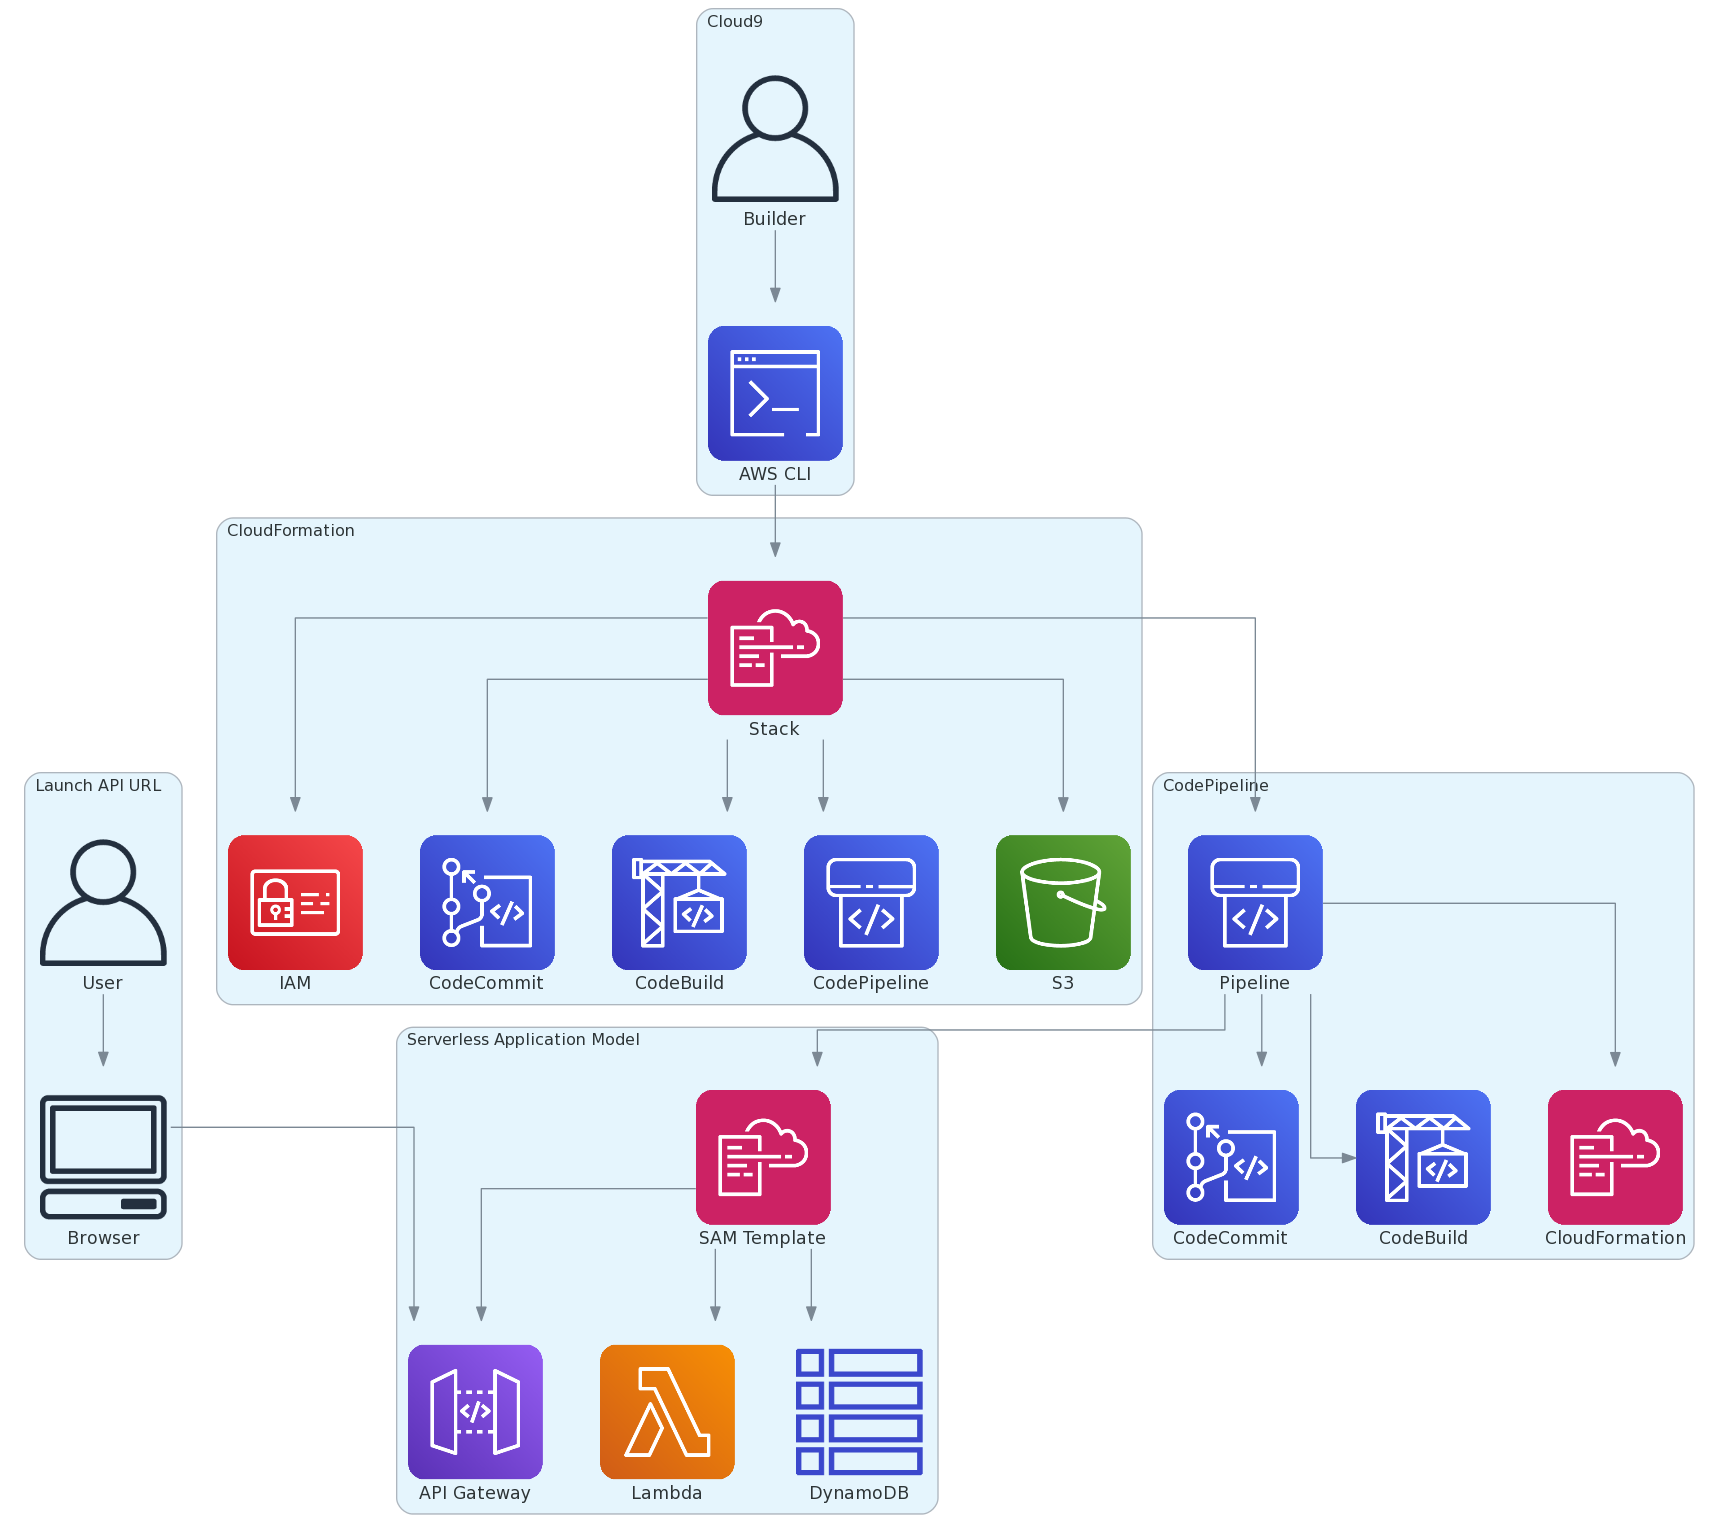 Cloud9
Builder
AWS CLI
CloudFormation
Stack
Launch API URL
CodePipeline
User
IAM
CodeCommit
CodeBuild
CodePipeline
S3
Pipeline
Serverless Application Model
Browser
SAM Template
CodeCommit
CodeBuild
CloudFormation
API Gateway
Lambda
DynamoDB